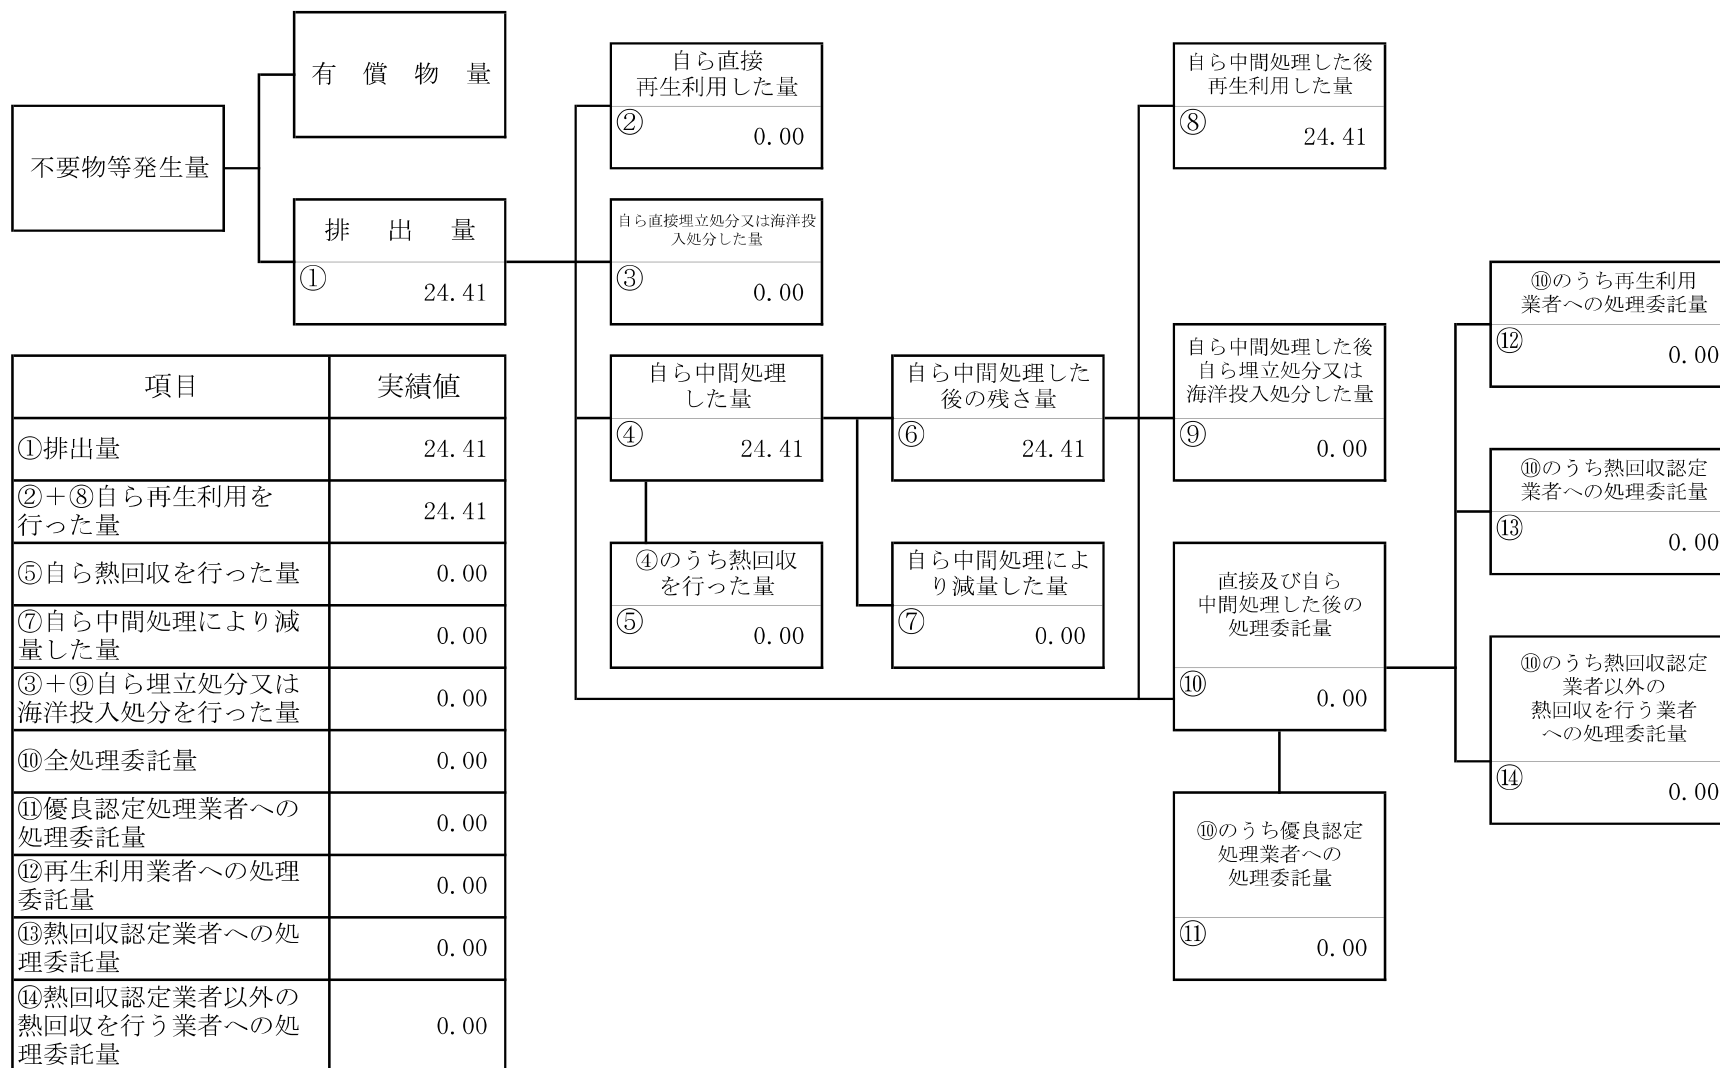 不要物等発生量
有償物量
排出量
①
24.41
自ら直接
再生利用した量
②
0.00
自ら直接埋立処分又は海洋投
入処分した量
③
0.00
自ら中間処理
した量
④
24.41
④のうち熱回収
を行った量
⑤
0.00
自ら中間処理した
後の残さ量
⑥
24.41
自ら中間処理によ
り減量した量
⑦
0.00
自ら中間処理した後
再生利用した量
⑧
24.41
自ら中間処理した後
自ら埋立処分又は
海洋投入処分した量
⑨
0.00
直接及び自ら
中間処理した後の
処理委託量
⑩
0.00
⑩のうち優良認定
処理業者への
処理委託量
⑪
0.00
⑩のうち再生利用
業者への処理委託量
⑫
0.00
⑩のうち熱回収認定
業者への処理委託量
⑬
0.00
⑩のうち熱回収認定
業者以外の
熱回収を行う業者
への処理委託量
⑭
0.00
項目 実績値
①排出量 24.41
②＋⑧自ら再生利用を
行った量 24.41
⑤自ら熱回収を行った量 0.00
⑦自ら中間処理により減
量した量 0.00
③＋⑨自ら埋立処分又は
海洋投入処分を行った量 0.00
⑩全処理委託量 0.00
⑪優良認定処理業者への
処理委託量 0.00
⑫再生利用業者への処理
委託量 0.00
⑬熱回収認定業者への処
理委託量 0.00
⑭熱回収認定業者以外の
熱回収を行う業者への処 0.00
理委託量